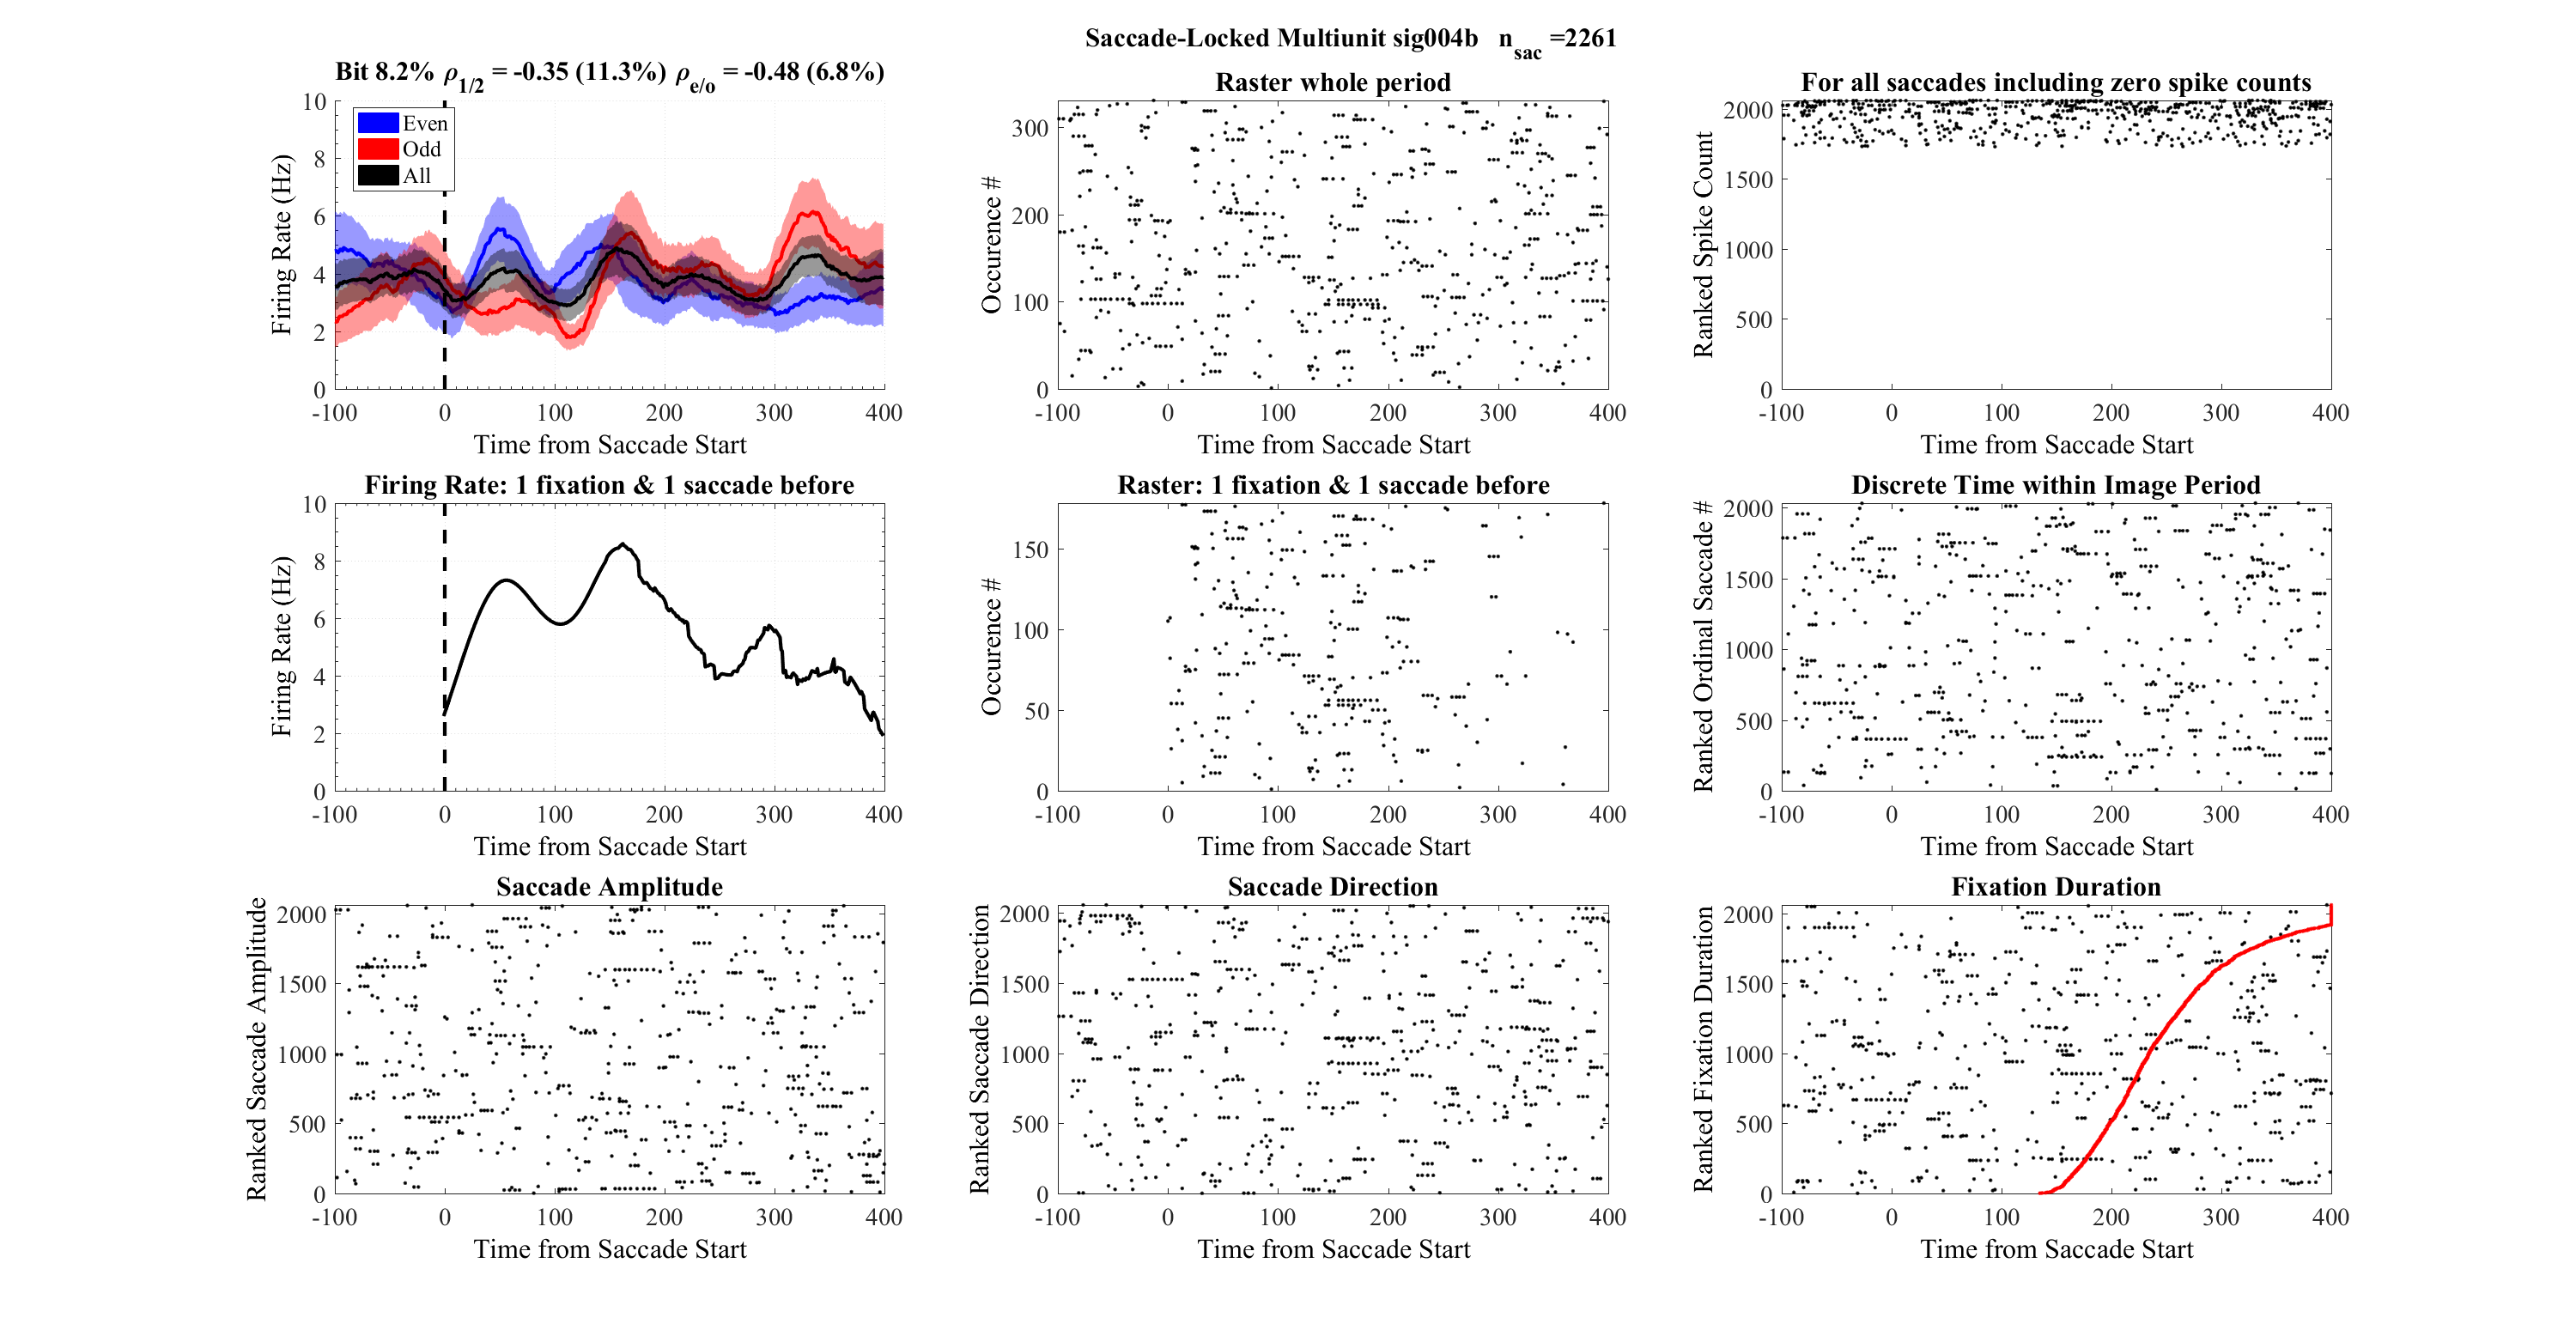 Saccade-Locked Multiunit sig004b n_sac =2261
Bit 8.2% ρ_1/2 = -0.35 (11.3%) ρ_e/o = -0.48 (6.8%)
Even
Odd
All
Firing Rate (Hz)
0 2 4 6 8 10
-100 0 100 200 300 400
Time from Saccade Start
Raster whole period
Occurence #
0 100 200 300
-100 0 100 200 300 400
Time from Saccade Start
For all saccades including zero spike counts
Ranked Spike Count
0 500 1000 1500 2000
-100 0 100 200 300 400
Time from Saccade Start
Firing Rate: 1 fixation & 1 saccade before
Firing Rate (Hz)
0 2 4 6 8 10
-100 0 100 200 300 400
Time from Saccade Start
Raster: 1 fixation & 1 saccade before
Occurence #
0 50 100 150
-100 0 100 200 300 400
Time from Saccade Start
Discrete Time within Image Period
Ranked Ordinal Saccade #
0 500 1000 1500 2000
-100 0 100 200 300 400
Time from Saccade Start
Saccade Amplitude
Ranked Saccade Amplitude
0 500 1000 1500 2000
-100 0 100 200 300 400
Time from Saccade Start
Saccade Direction
Ranked Saccade Direction
0 500 1000 1500 2000
-100 0 100 200 300 400
Time from Saccade Start
Fixation Duration
Ranked Fixation Duration
0 500 1000 1500 2000
-100 0 100 200 300 400
Time from Saccade Start